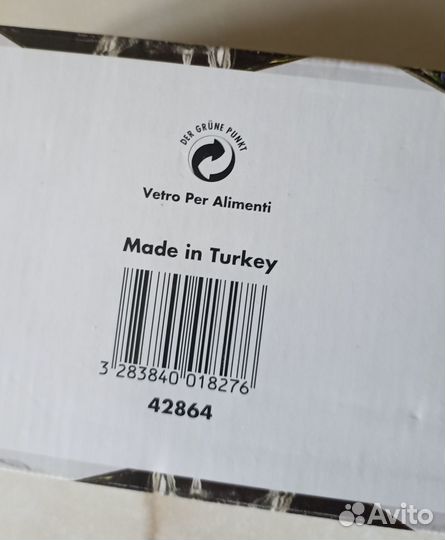 DER GRÜNE PUNKT
Vetro Per Alimenti
Made in Turkey
3 283840 018276
42864
Avito